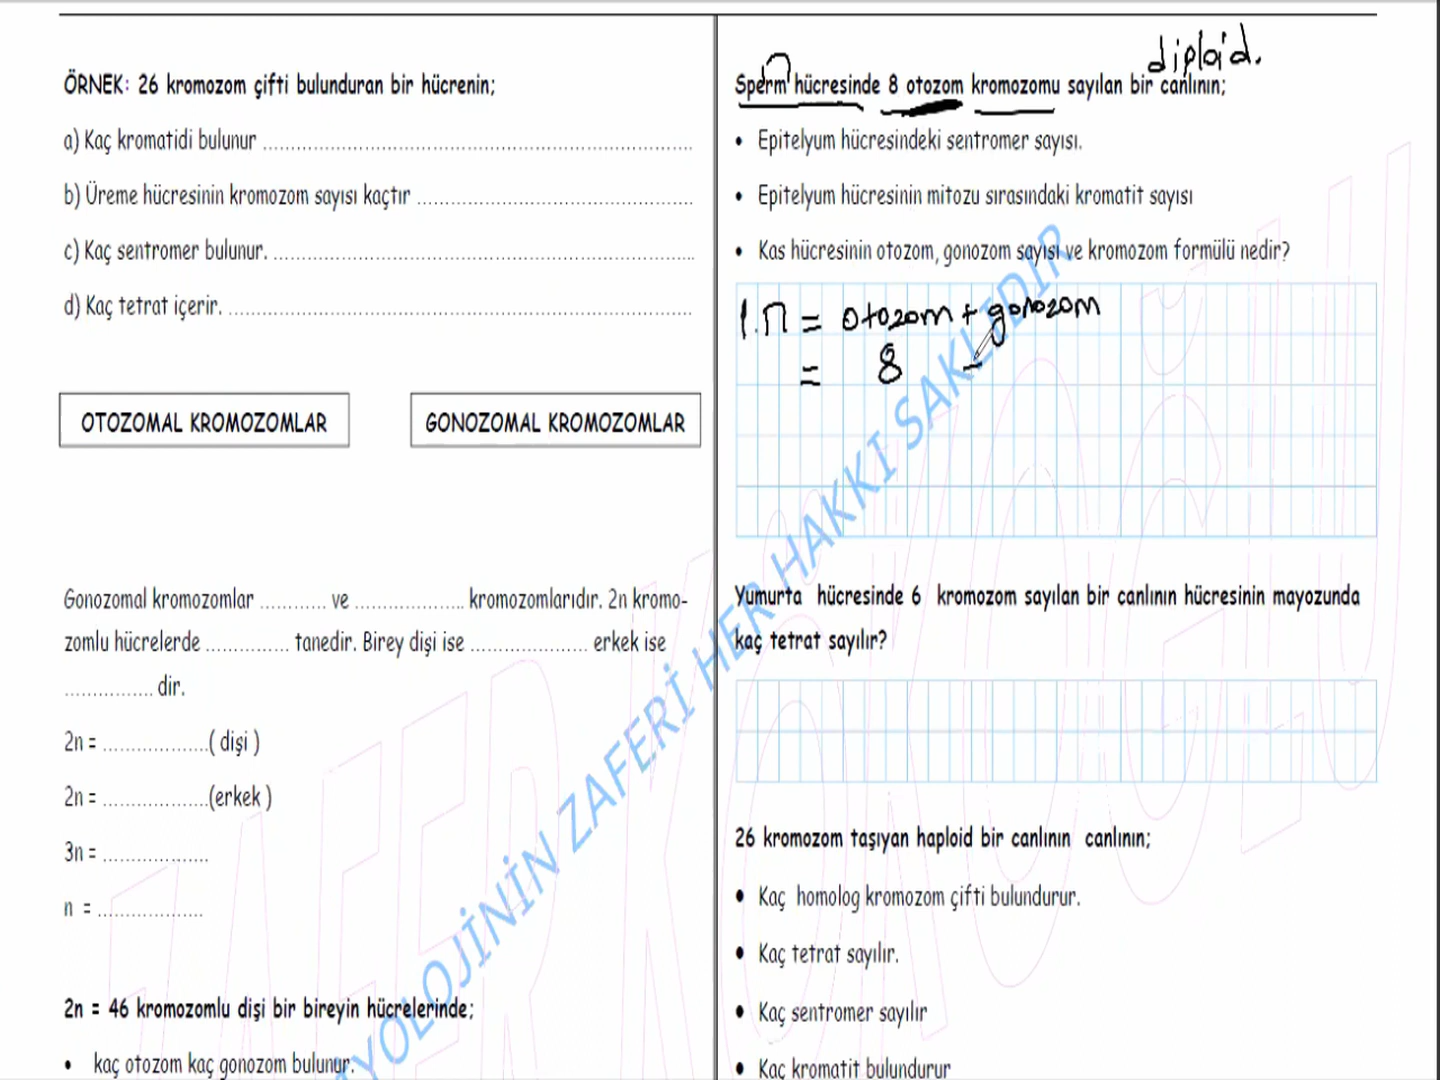 ÖRNEK: 26 kromozom çifti bulunduran bir hücrenin;
a) Kaç kromatidi bulunur ......................................................
b) Üreme hücresinin kromozom sayısı kaçtır ......................................................
c) Kaç sentromer bulunur. ......................................................
d) Kaç tetrat içerir. ......................................................
OTOZOMAL KROMOZOMLAR
GONOZOMAL KROMOZOMLAR
Gonozomal kromozomlar ............ ve ................... kromozomlarıdır. 2n kromo-
zomlu hücrelerde ............... tanedir. Birey dişi ise ..................... erkek ise
................ dir.
2n = ...................( dişi )
2n = ...................(erkek )
3n = ...................
n = ...................
2n = 46 kromozomlu dişi bir bireyin hücrelerinde;
• kaç otozom kaç gonozom bulunur.
diploid.
Sperm hücresinde 8 otozom kromozomu sayılan bir canlının;
• Epitelyum hücresindeki sentromer sayısı.
• Epitelyum hücresinin mitozu sırasındaki kromatit sayısı
• Kas hücresinin otozom, gonozom sayısı ve kromozom formülü nedir?
1.n = otozom + gonozom
= 8
Yumurta hücresinde 6 kromozom sayılan bir canlının hücresinin mayozunda
kaç tetrat sayılır?
26 kromozom taşıyan haploid bir canlının canlının;
• Kaç homolog kromozom çifti bulundurur.
• Kaç tetrat sayılır.
• Kaç sentromer sayılır
• Kaç kromatit bulundurur
BİYOLOJİNİN ZAFERİ HER HAKKI SAKLIDIR